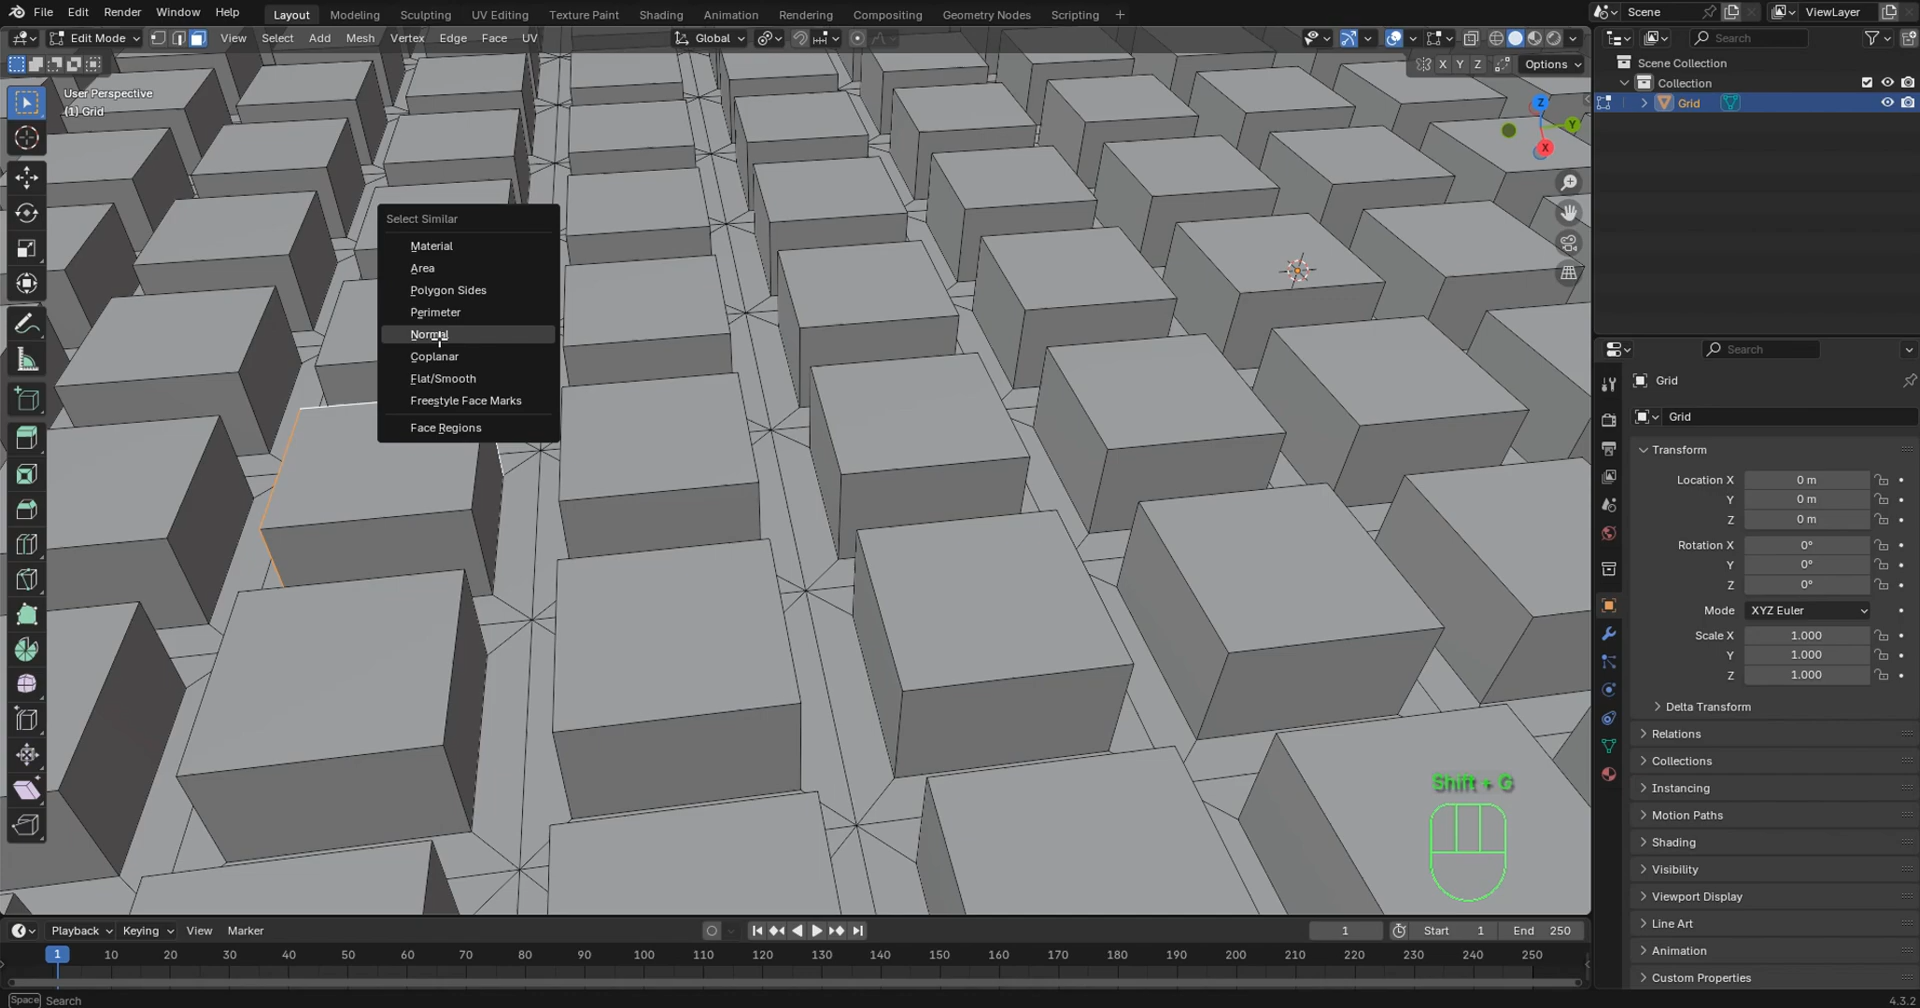 File Edit Render Window Help Layout Modeling Sculpting UV Editing Texture Paint Shading Animation Rendering Compositing Geometry Nodes Scripting + Scene ViewLayer
Edit Mode View Select Add Mesh Vertex Edge Face UV Global Search
X Y Z Options
Scene Collection
Collection
Grid
User Perspective
(1) Grid
Z
Y
X
Select Similar
Material
Area
Polygon Sides
Perimeter
Normal
Coplanar
Flat/Smooth
Freestyle Face Marks
Face Regions
Shift + G
Search
Grid
Grid
Transform
Location X 0 m
Y 0 m
Z 0 m
Rotation X 0°
Y 0°
Z 0°
Mode XYZ Euler
Scale X 1.000
Y 1.000
Z 1.000
Delta Transform
Relations
Collections
Instancing
Motion Paths
Shading
Visibility
Viewport Display
Line Art
Animation
Custom Properties
Playback Keying View Marker 1 Start 1 End 250
1 10 20 30 40 50 60 70 80 90 100 110 120 130 140 150 160 170 180 190 200 210 220 230 240 250
Space Search 4.3.2